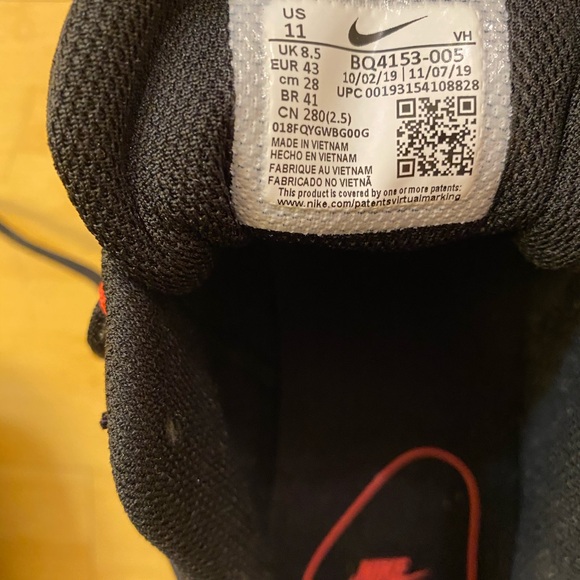 US
11
VH
UK 8.5
BQ4153-005
EUR 43
10/02/19 | 11/07/19
cm 28
UPC 00193154108828
BR 41
CN 280(2.5)
018FQYGWBG00G
MADE IN VIETNAM
HECHO EN VIETNAM
FABRIQUE AU VIETNAM
FABRICADO NO VIETNÃ
This product is covered by one or more patents:
www.nike.com/patentsvirtualmarking
NIKE